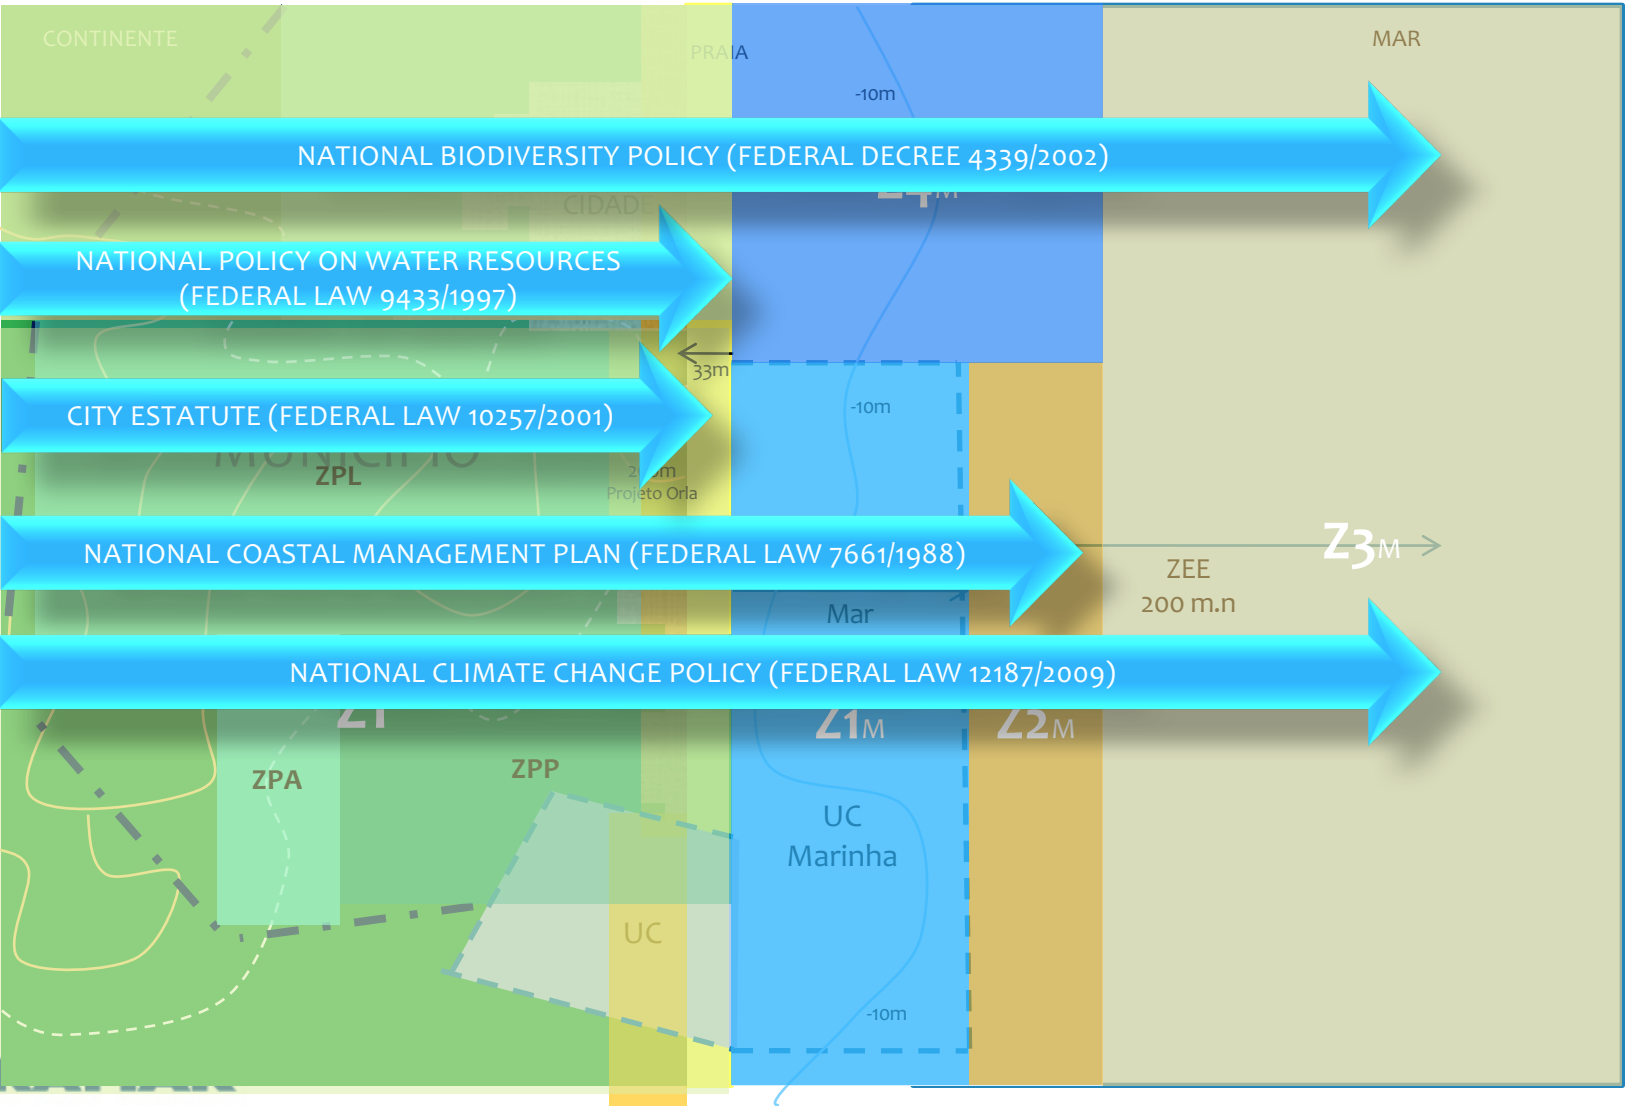 CONTINENTE
PRAIA
MAR
-10m
NATIONAL BIODIVERSITY POLICY (FEDERAL DECREE 4339/2002)
Z4M
CIDADE
NATIONAL POLICY ON WATER RESOURCES
(FEDERAL LAW 9433/1997)
33m
-10m
CITY ESTATUTE (FEDERAL LAW 10257/2001)
MUNICIPIO
ZPL
Projeto Orla
NATIONAL COASTAL MANAGEMENT PLAN (FEDERAL LAW 7661/1988)
Z3M
ZEE
200 m.n
Mar
NATIONAL CLIMATE CHANGE POLICY (FEDERAL LAW 12187/2009)
Z1
Z1M
Z2M
ZPA
ZPP
UC
Marinha
UC
-10m